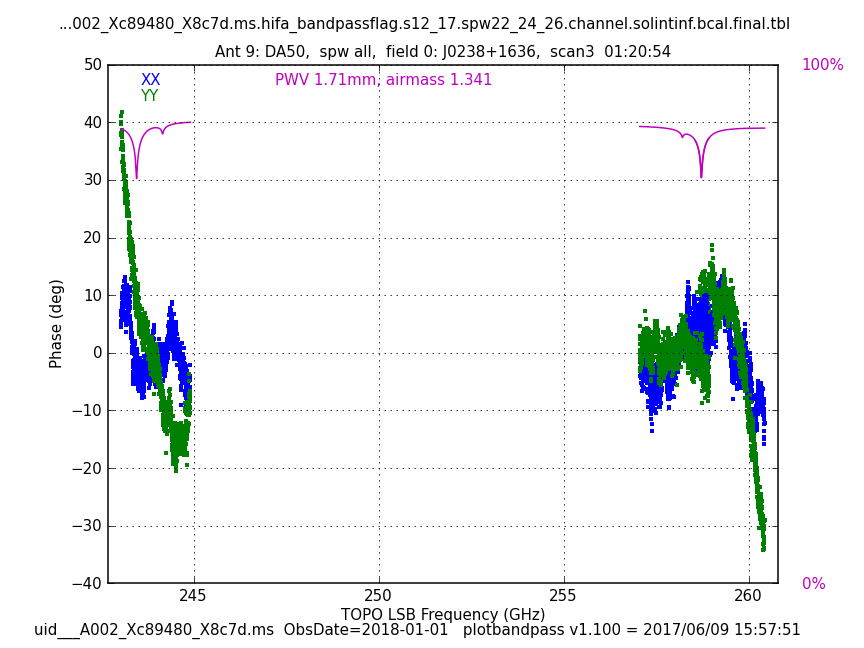 ...002_Xc89480_X8c7d.ms.hifa_bandpassflag.s12_17.spw22_24_26.channel.solintinf.bcal.final.tbl
Ant 9: DA50,  spw all,  field 0: J0238+1636,  scan3  01:20:54
50
100%
XX
PWV 1.71mm, airmass 1.341
YY
40
30
20
10
0
−10
−20
−30
−40
0%
Phase (deg)
245
250
255
260
TOPO LSB Frequency (GHz)
uid___A002_Xc89480_X8c7d.ms  ObsDate=2018-01-01   plotbandpass v1.100 = 2017/06/09 15:57:51